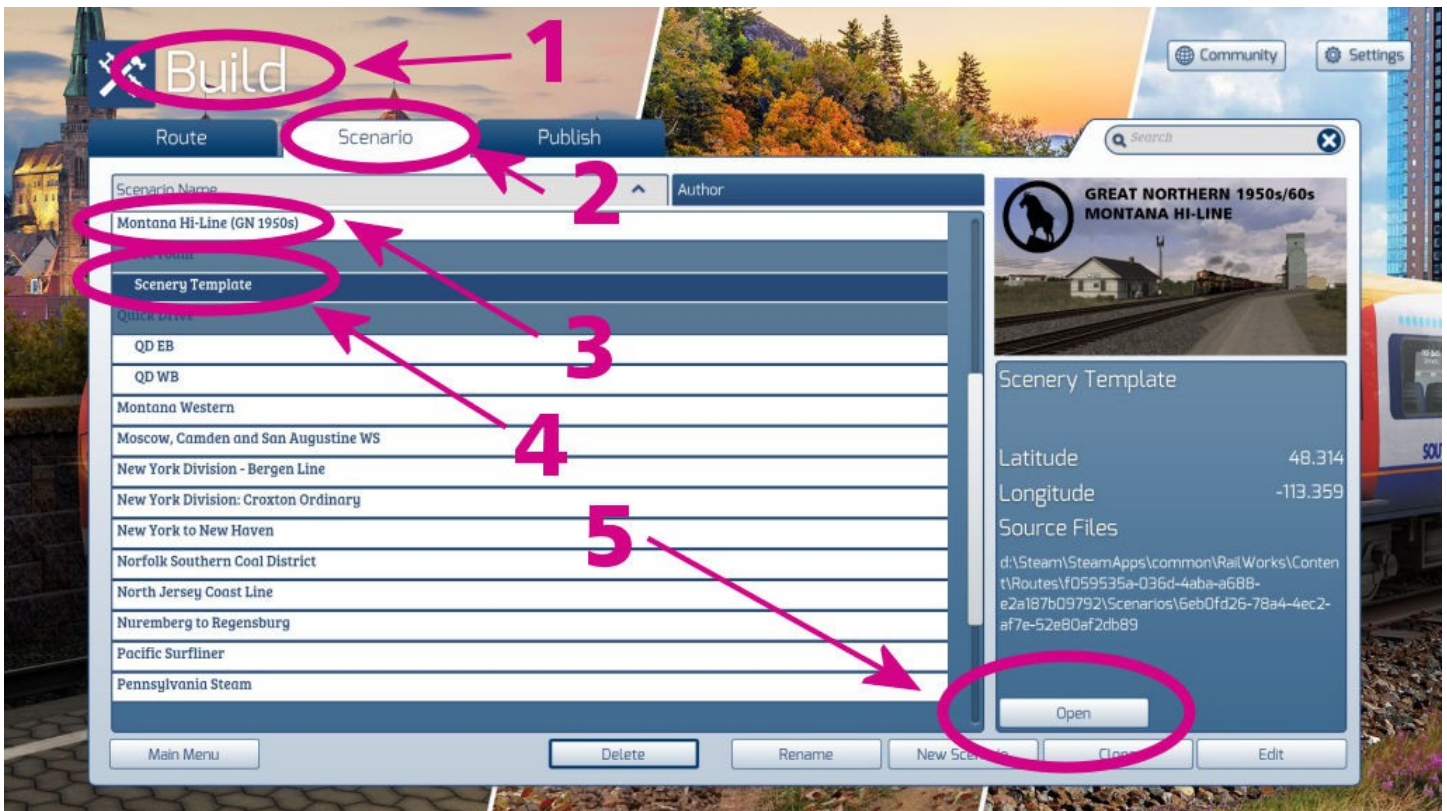 1
Build
Community
Settings
Route
Scenario
Publish
Search
2
Scenario Name
Author
Montana Hi-Line (GN 1950s)
Scenery Template
Quick Drive
3
QD EB
QD WB
Montana Western
4
Moscow, Camden and San Augustine WS
New York Division - Bergen Line
New York Division: Croxton Ordinary
New York to New Haven
5
Norfolk Southern Coal District
North Jersey Coast Line
Nuremberg to Regensburg
Pacific Surfliner
Pennsylvania Steam
GREAT NORTHERN 1950s/60s
MONTANA HI-LINE
Scenery Template
Latitude 48.314
Longitude -113.359
Source Files
d:\Steam\SteamApps\common\RailWorks\Conten
t\Routes\f059535a-036d-4aba-a688-
e2a187b09792\Scenarios\6eb0fd26-78a4-4ec2-
af7e-52e80af2db89
Open
Main Menu
Delete
Rename
New Scenario
Clone
Edit
SOU